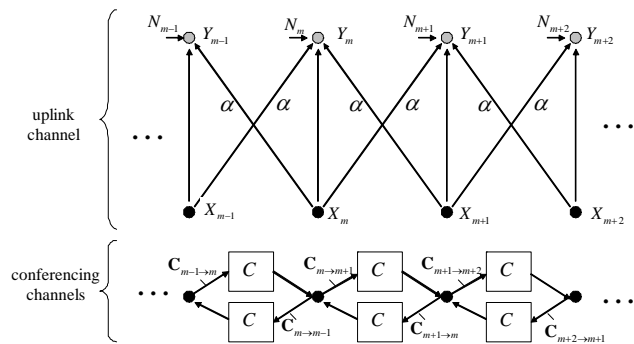 N_{m-1} Y_{m-1} N_m Y_m N_{m+1} Y_{m+1} N_{m+2} Y_{m+2}
α α α α α α
uplink
channel
... ...
X_{m-1} X_m X_{m+1} X_{m+2}
C_{m-1→m} C C_{m→m+1} C C_{m+1→m+2} C
conferencing
channels
... ...
C C_{m→m-1} C C_{m+1→m} C C_{m+2→m+1}